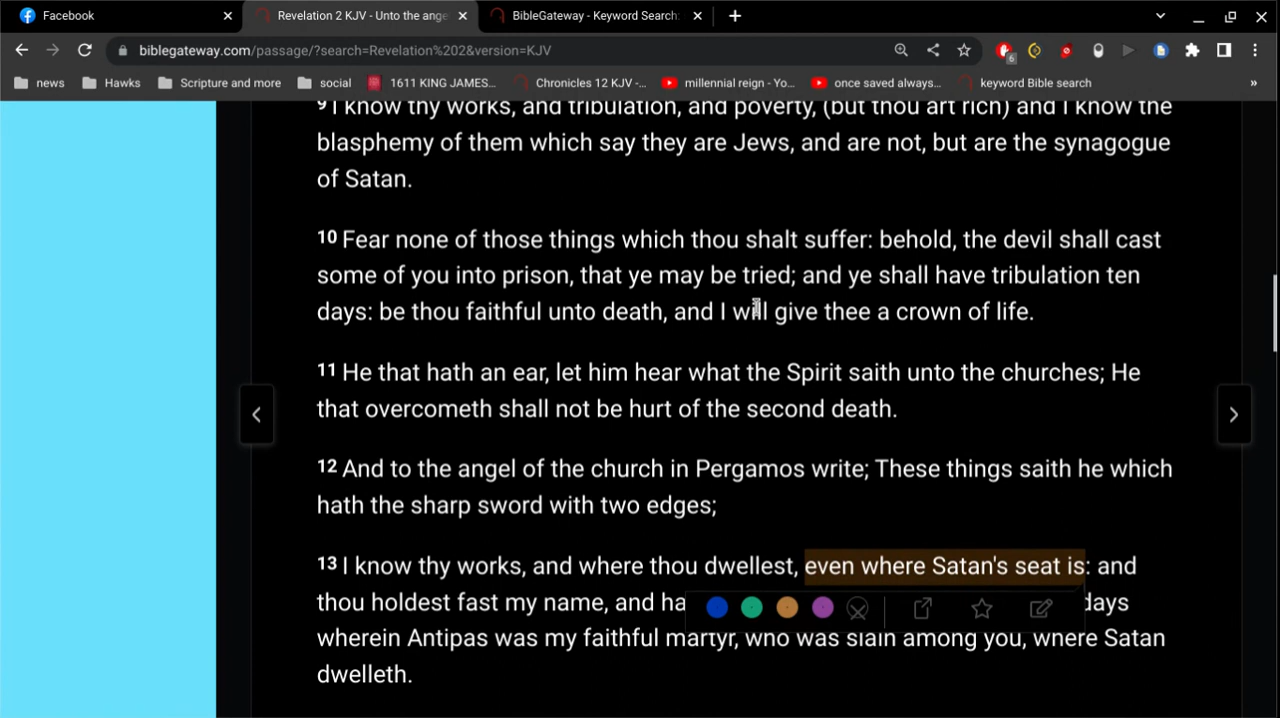 Facebook
Revelation 2 KJV - Unto the ange
BibleGateway - Keyword Search:
biblegateway.com/passage/?search=Revelation%202&version=KJV
6
news
Hawks
Scripture and more
social
1611 KING JAMES...
Chronicles 12 KJV -...
millennial reign - Yo...
once saved always...
keyword Bible search
»
9 I know thy works, and tribulation, and poverty, (but thou art rich) and I know the
blasphemy of them which say they are Jews, and are not, but are the synagogue
of Satan.
10 Fear none of those things which thou shalt suffer: behold, the devil shall cast
some of you into prison, that ye may be tried; and ye shall have tribulation ten
days: be thou faithful unto death, and I will give thee a crown of life.
11 He that hath an ear, let him hear what the Spirit saith unto the churches; He
that overcometh shall not be hurt of the second death.
12 And to the angel of the church in Pergamos write; These things saith he which
hath the sharp sword with two edges;
13 I know thy works, and where thou dwellest, even where Satan's seat is: and
thou holdest fast my name, and ha days
wherein Antipas was my faithful martyr, who was slain among you, where Satan
dwelleth.